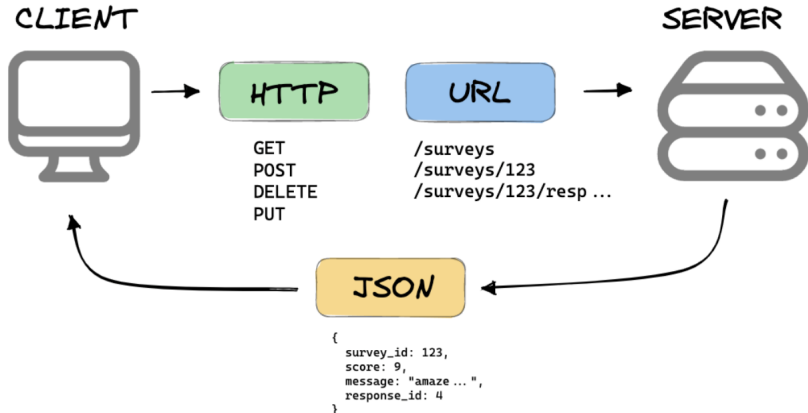 CLIENT
SERVER
HTTP
URL
GET
POST
DELETE
PUT
/surveys
/surveys/123
/surveys/123/resp ...
JSON
{
survey_id: 123,
score: 9,
message: "amaze ... ",
response_id: 4
}